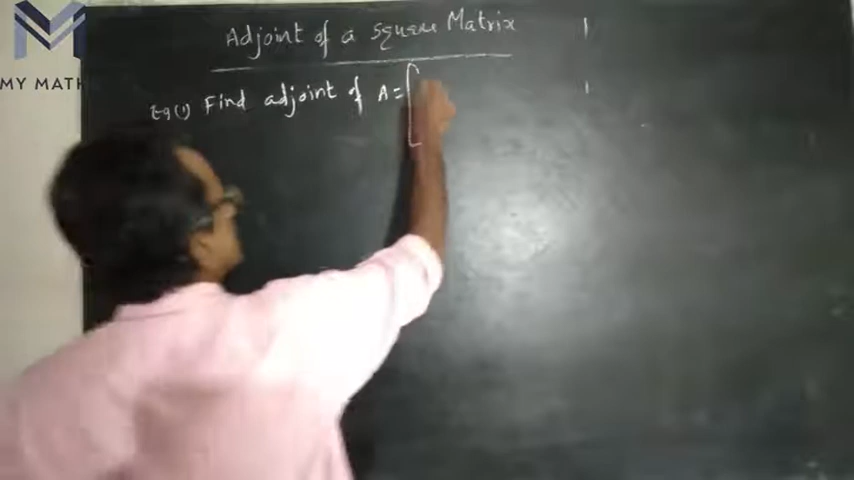 MY MATH
Adjoint of a square Matrix
Eg (1) Find adjoint of A = [